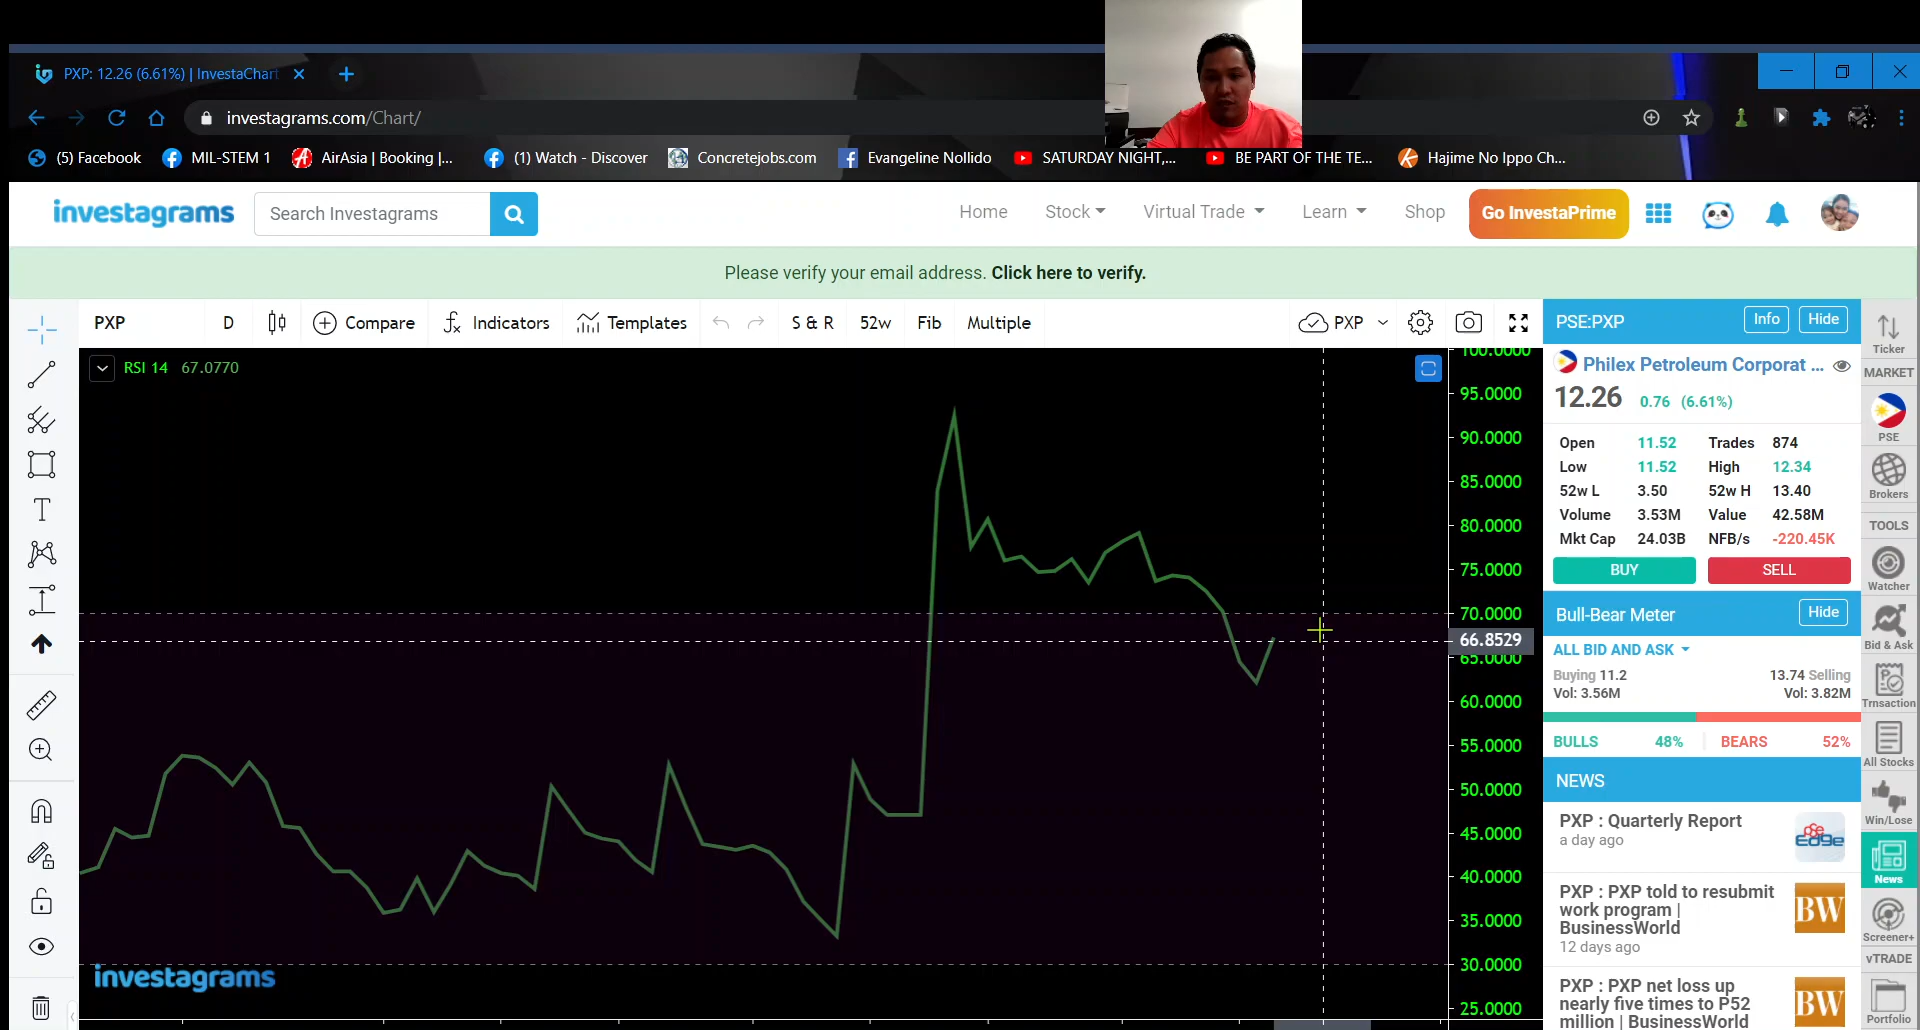 PXP: 12.26 (6.61%) | InvestaChart
investagrams.com/Chart/
(5) Facebook
MIL-STEM 1
AirAsia | Booking |...
(1) Watch - Discover
Concretejobs.com
Evangeline Nollido
SATURDAY NIGHT,...
BE PART OF THE TE...
Hajime No Ippo Ch...
investagrams
Search Investagrams
Home
Stock
Virtual Trade
Learn
Shop
Go InvestaPrime
Please verify your email address. Click here to verify.
PXP
D
Compare
Indicators
Templates
S & R
52w
Fib
Multiple
PXP
RSI 14 67.0770
100.0000
95.0000
90.0000
85.0000
80.0000
75.0000
70.0000
66.8529
65.0000
60.0000
55.0000
50.0000
45.0000
40.0000
35.0000
30.0000
25.0000
investagrams
PSE:PXP
Info
Hide
Philex Petroleum Corporat ...
12.26 0.76 (6.61%)
Open 11.52 Trades 874
Low 11.52 High 12.34
52w L 3.50 52w H 13.40
Volume 3.53M Value 42.58M
Mkt Cap 24.03B NFB/s -220.45K
BUY
SELL
Bull-Bear Meter
Hide
ALL BID AND ASK
Buying 11.2 13.74 Selling
Vol: 3.56M Vol: 3.82M
BULLS 48% BEARS 52%
NEWS
PXP : Quarterly Report
a day ago
PSE
EDGE
PXP : PXP told to resubmit
work program |
BusinessWorld
12 days ago
BW
PXP : PXP net loss up
nearly five times to P52
million | BusinessWorld
BW
Ticker
MARKET
PSE
Brokers
TOOLS
Watcher
Bid & Ask
Trnsaction
All Stocks
Win/Lose
News
Screener+
vTRADE
Portfolio